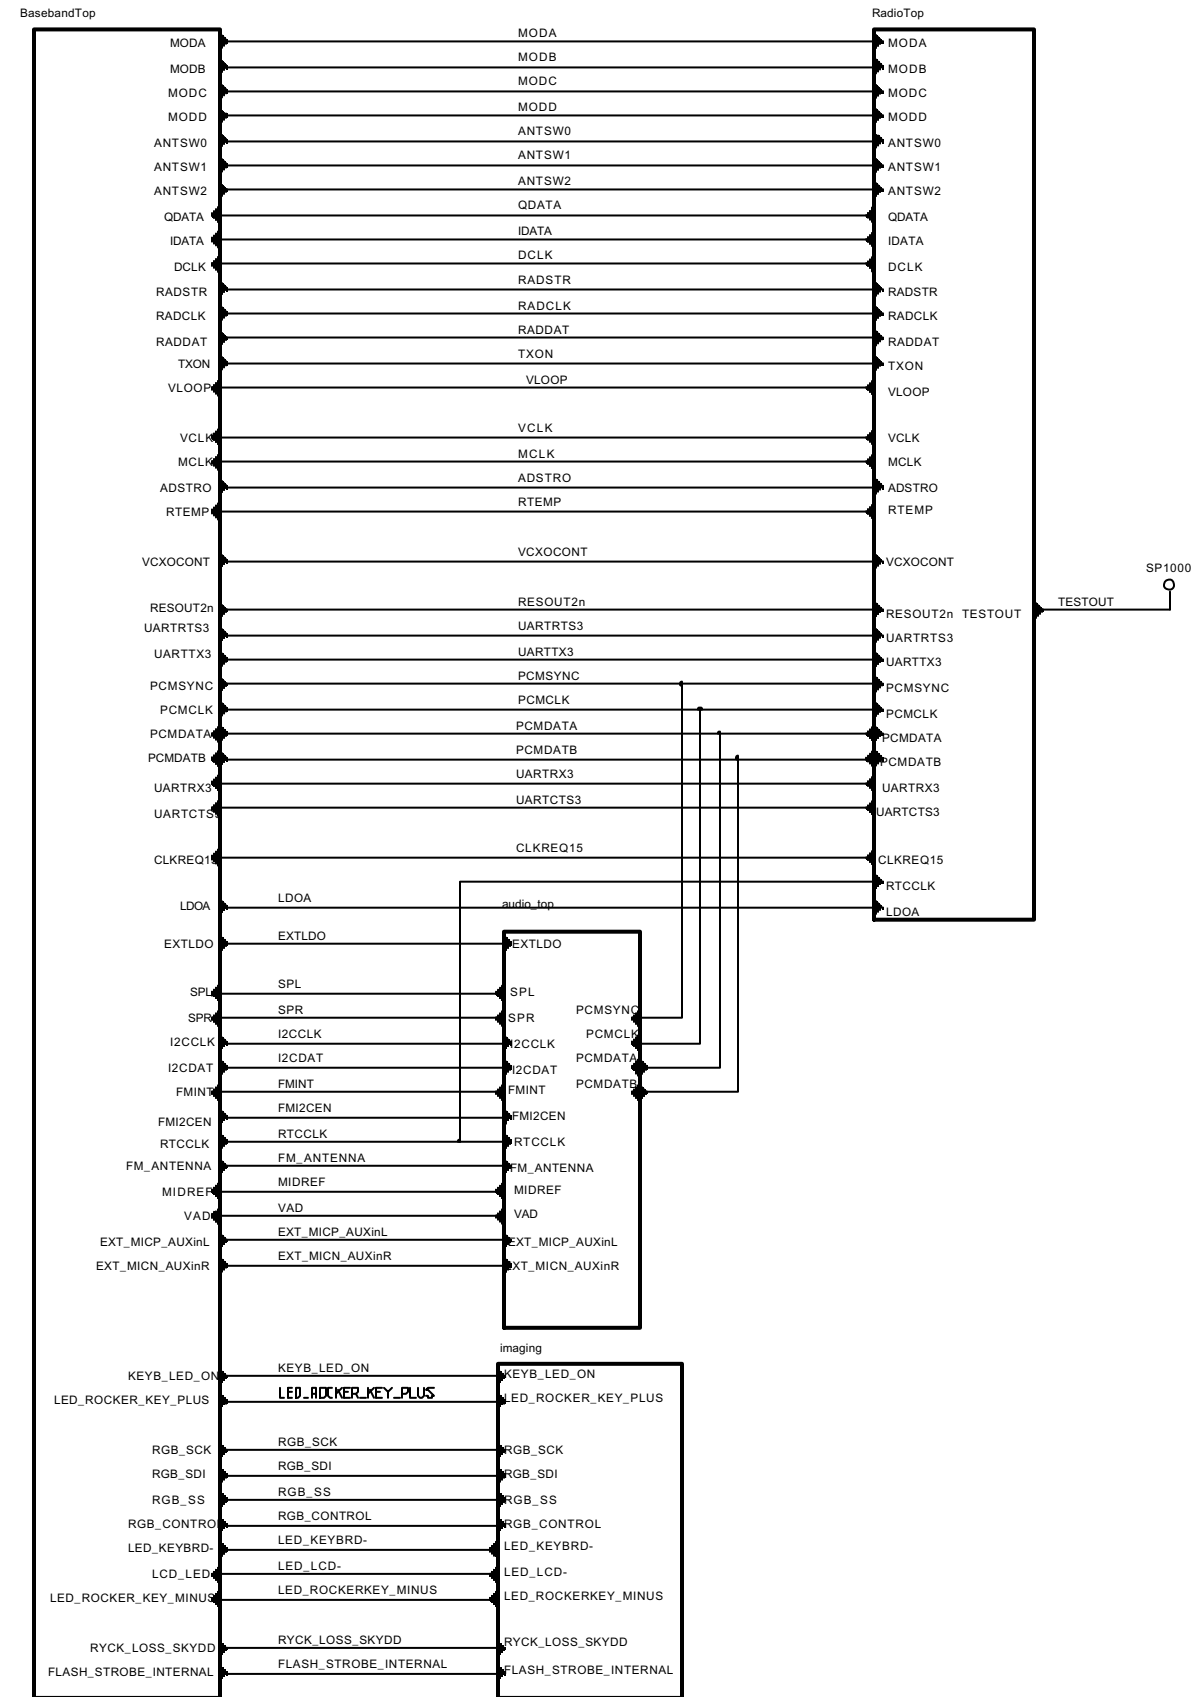 BasebandTop RadioTop
MODA MODA MODA
MODB MODB MODB
MODC MODC MODC
MODD MODD MODD
ANTSW0 ANTSW0 ANTSW0
ANTSW1 ANTSW1 ANTSW1
ANTSW2 ANTSW2 ANTSW2
QDATA QDATA QDATA
IDATA IDATA IDATA
DCLK DCLK DCLK
RADSTR RADSTR RADSTR
RADCLK RADCLK RADCLK
RADDAT RADDAT RADDAT
TXON TXON TXON
VLOOP VLOOP VLOOP
VCLK VCLK VCLK
MCLK MCLK MCLK
ADSTRO ADSTRO ADSTRO
RTEMP RTEMP RTEMP
VCXOCONT VCXOCONT VCXOCONT
SP1000
RESOUT2n RESOUT2n RESOUT2n TESTOUT TESTOUT
UARTRTS3 UARTRTS3 UARTRTS3
UARTTX3 UARTTX3 UARTTX3
PCMSYNC PCMSYNC PCMSYNC
PCMCLK PCMCLK PCMCLK
PCMDATA PCMDATA PCMDATA
PCMDATB PCMDATB PCMDATB
UARTRX3 UARTRX3 UARTRX3
UARTCTS3 UARTCTS3 UARTCTS3
CLKREQ15 CLKREQ15 CLKREQ15
RTCCLK
LDOA LDOA audio_top LDOA
EXTLDO EXTLDO EXTLDO
SPL SPL SPL
SPR SPR SPR PCMSYNC
I2CCLK I2CCLK I2CCLK PCMCLK
I2CDAT I2CDAT I2CDAT PCMDATA
FMINT FMINT FMINT PCMDATB
FMI2CEN FMI2CEN FMI2CEN
RTCCLK RTCCLK RTCCLK
FM_ANTENNA FM_ANTENNA FM_ANTENNA
MIDREF MIDREF MIDREF
VAD VAD VAD
EXT_MICP_AUXinL EXT_MICP_AUXinL EXT_MICP_AUXinL
EXT_MICN_AUXinR EXT_MICN_AUXinR EXT_MICN_AUXinR
imaging
KEYB_LED_ON KEYB_LED_ON KEYB_LED_ON
LED_ROCKER_KEY_PLUS LED_ROCKER_KEY_PLUS LED_ROCKER_KEY_PLUS
RGB_SCK RGB_SCK RGB_SCK
RGB_SDI RGB_SDI RGB_SDI
RGB_SS RGB_SS RGB_SS
RGB_CONTROL RGB_CONTROL RGB_CONTROL
LED_KEYBRD- LED_KEYBRD- LED_KEYBRD-
LCD_LED LED_LCD- LED_LCD-
LED_ROCKER_KEY_MINUS LED_ROCKERKEY_MINUS LED_ROCKERKEY_MINUS
RYCK_LOSS_SKYDD RYCK_LOSS_SKYDD RYCK_LOSS_SKYDD
FLASH_STROBE_INTERNAL FLASH_STROBE_INTERNAL FLASH_STROBE_INTERNAL